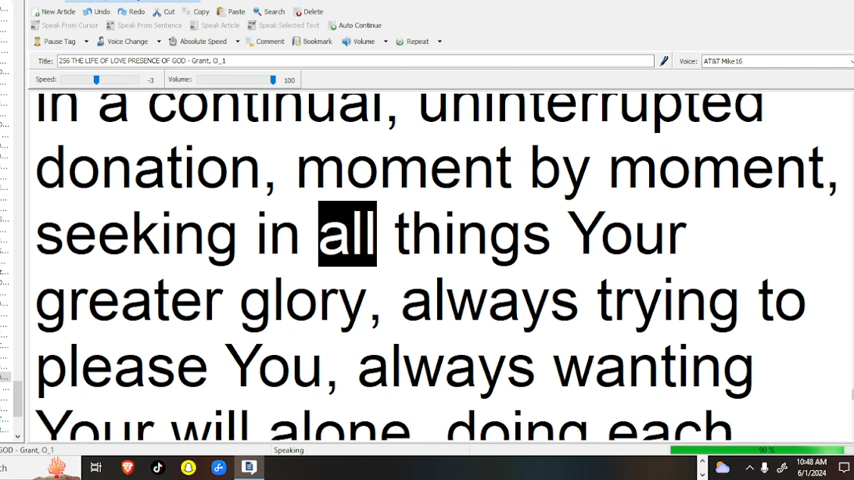 New Article Undo Redo Cut Copy Paste Search Delete
Speak From Cursor Speak From Sentence Speak Article Speak Selected Text Auto Continue
Pause Tag Voice Change Absolute Speed Comment Bookmark Volume Repeat
Title: 256 THE LIFE OF LOVE PRESENCE OF GOD - Grant, O_1 Voice: AT&T Mike16
Speed: -3 Volume: 100
in a continual, uninterrupted
donation, moment by moment,
seeking in all things Your
greater glory, always trying to
please You, always wanting
Your will alone, doing each
GOD - Grant, O_1 Speaking 90 %
10:48 AM
6/1/2024